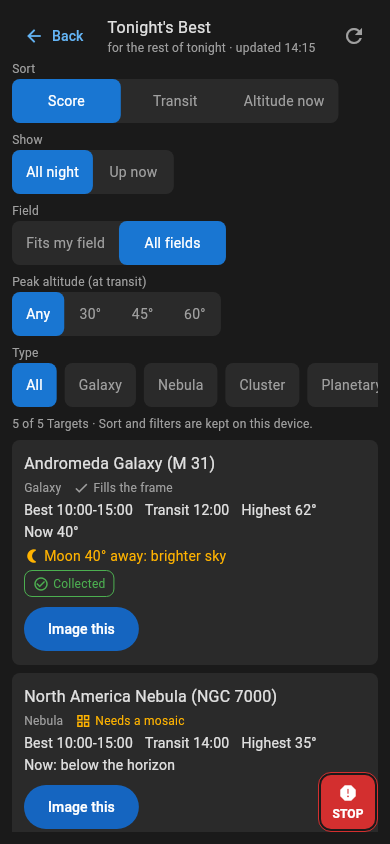 Back
Tonight's Best
for the rest of tonight · updated 14:15
Sort
Score Transit Altitude now
Show
All night Up now
Field
Fits my field All fields
Peak altitude (at transit)
Any 30° 45° 60°
Type
All Galaxy Nebula Cluster Planetary
5 of 5 Targets · Sort and filters are kept on this device.
Andromeda Galaxy (M 31)
Galaxy Fills the frame
Best 10:00-15:00 Transit 12:00 Highest 62°
Now 40°
Moon 40° away: brighter sky
Collected
Image this
North America Nebula (NGC 7000)
Nebula Needs a mosaic
Best 10:00-15:00 Transit 14:00 Highest 35°
Now: below the horizon
Image this
STOP